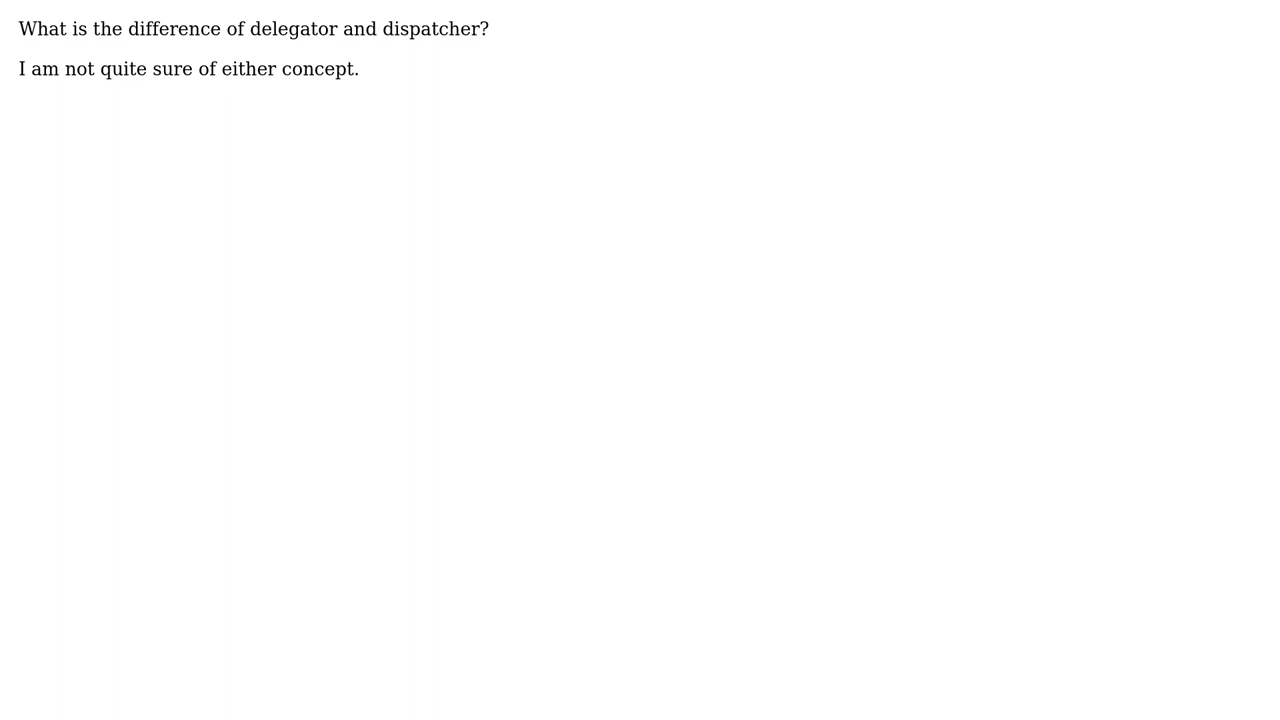 What is the difference of delegator and dispatcher?
I am not quite sure of either concept.